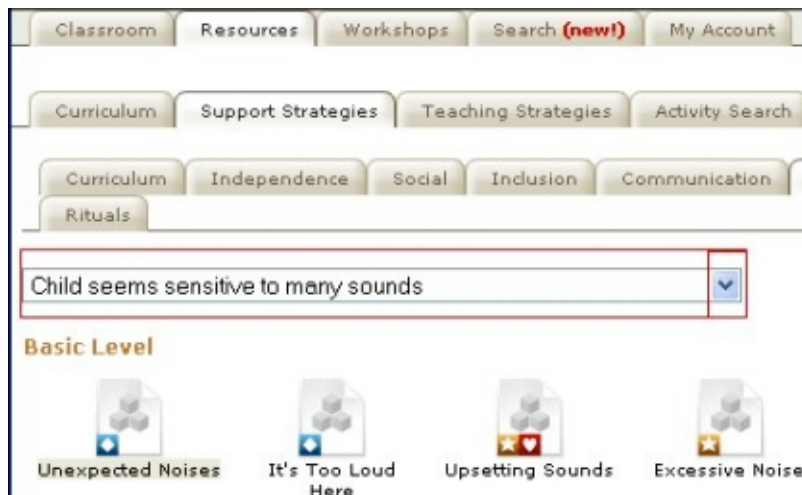 Classroom Resources Workshops Search (new!) My Account
Curriculum Support Strategies Teaching Strategies Activity Search
Curriculum Independence Social Inclusion Communication
Rituals
Child seems sensitive to many sounds
Basic Level
Unexpected Noises It's Too Loud Upsetting Sounds Excessive Noise
Here